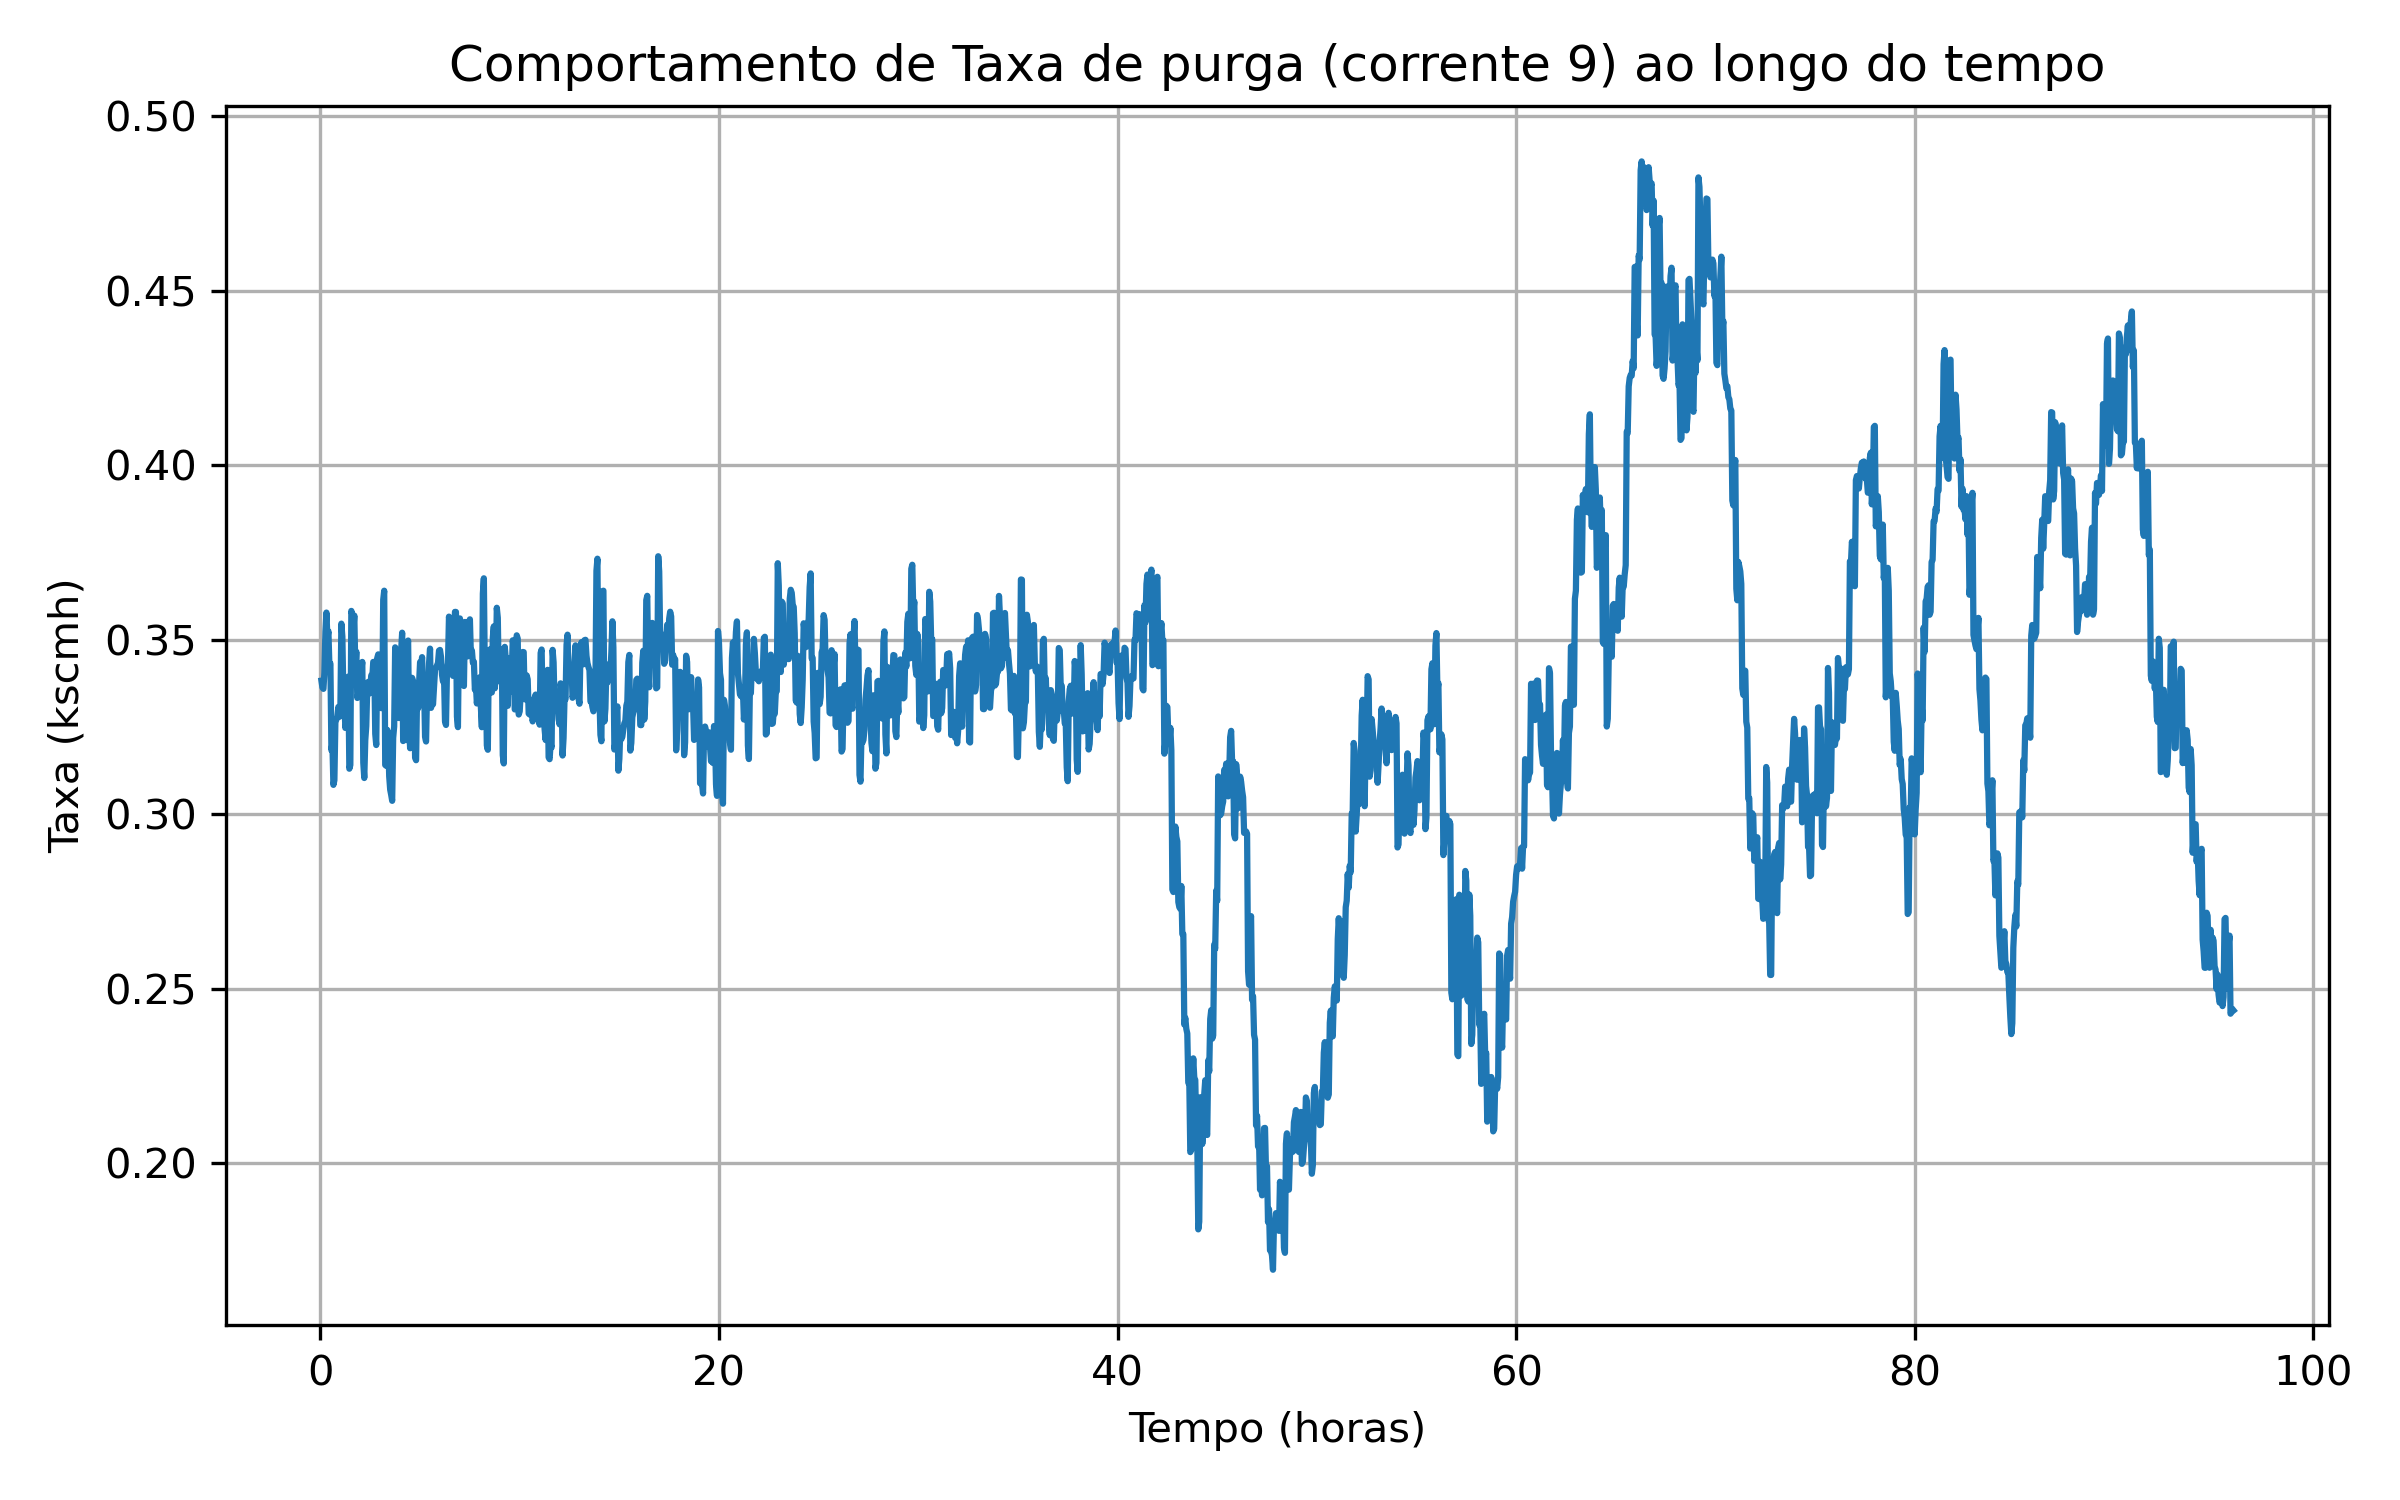 Comportamento de Taxa de purga (corrente 9) ao longo do tempo
0.50
0.45
0.40
0.35
0.30
0.25
0.20
Taxa (kscmh)
0 20 40 60 80 100
Tempo (horas)